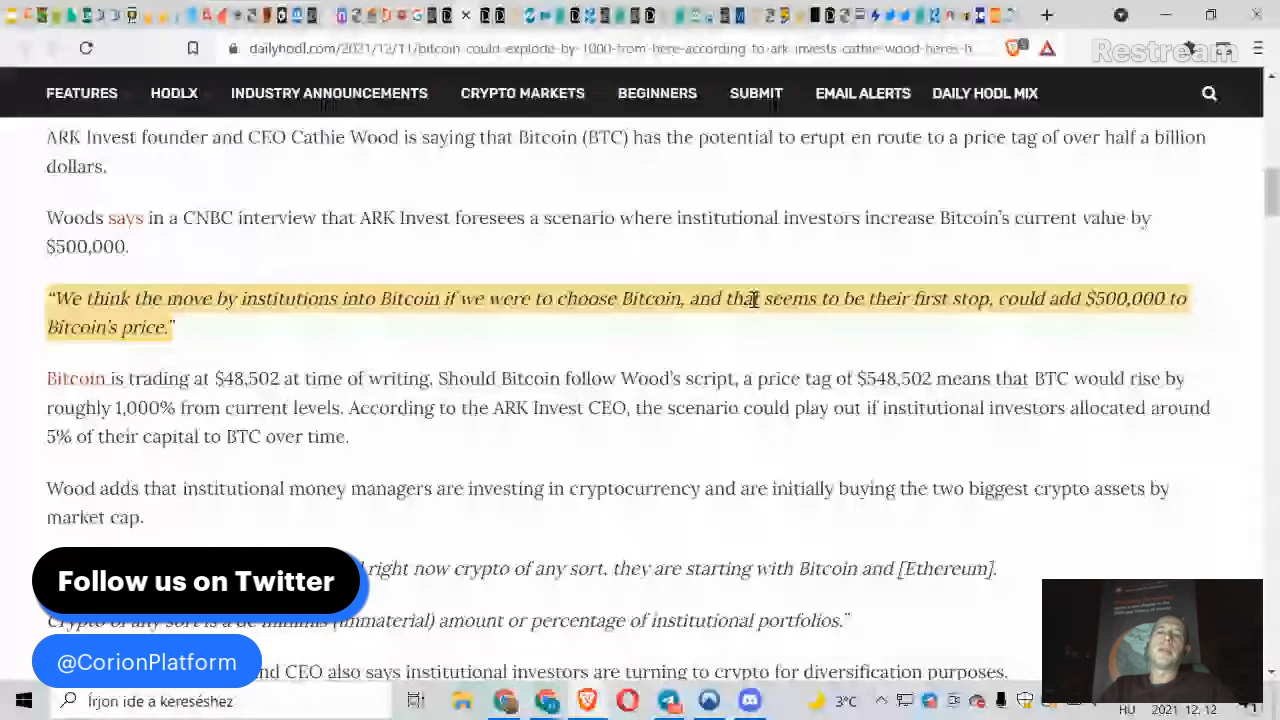 dailyhodl.com/2021/12/11/bitcoin-could-explode-by-1000-from-here-according-to-ark-invests-cathie-wood-heres-h
Restream
FEATURES HODLX INDUSTRY ANNOUNCEMENTS CRYPTO MARKETS BEGINNERS SUBMIT EMAIL ALERTS DAILY HODL MIX
ARK Invest founder and CEO Cathie Wood is saying that Bitcoin (BTC) has the potential to erupt en route to a price tag of over half a billion
dollars.
Woods says in a CNBC interview that ARK Invest foresees a scenario where institutional investors increase Bitcoin's current value by
$500,000.
“We think the move by institutions into Bitcoin if we were to choose Bitcoin, and that seems to be their first stop, could add $500,000 to
Bitcoin's price.”
Bitcoin is trading at $48,502 at time of writing. Should Bitcoin follow Wood's script, a price tag of $548,502 means that BTC would rise by
roughly 1,000% from current levels. According to the ARK Invest CEO, the scenario could play out if institutional investors allocated around
5% of their capital to BTC over time.
Wood adds that institutional money managers are investing in cryptocurrency and are initially buying the two biggest crypto assets by
market cap.
right now crypto of any sort, they are starting with Bitcoin and [Ethereum].
Crypto of any sort is a de minimis (immaterial) amount or percentage of institutional portfolios.”
and CEO also says institutional investors are turning to crypto for diversification purposes.
Follow us on Twitter
@CorionPlatform
Írjon ide a kereséshez
3°C
HU 2021. 12. 12.